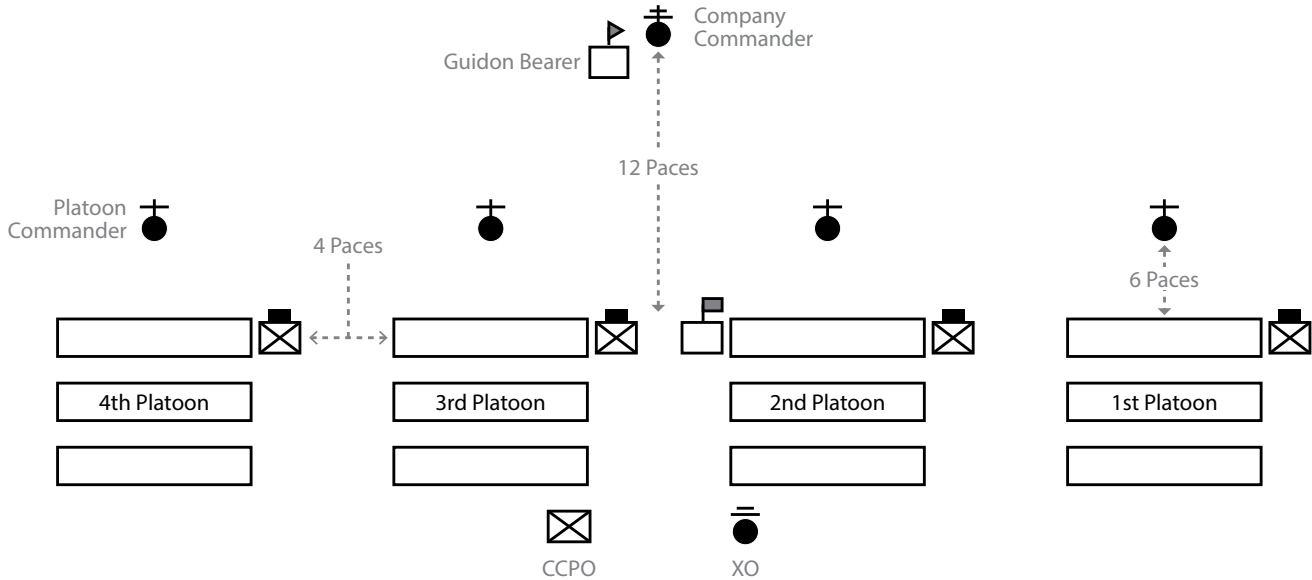 Company
Commander
Guidon Bearer
12 Paces
Platoon
Commander
4 Paces
6 Paces
4th Platoon
3rd Platoon
2nd Platoon
1st Platoon
CCPO
XO